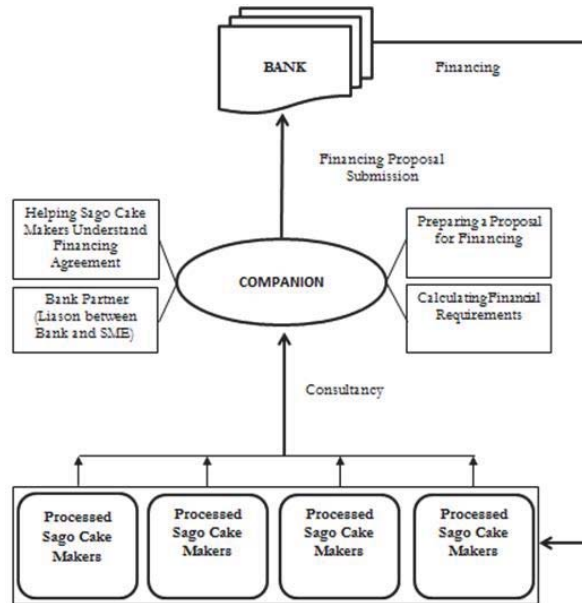 BANK
Financing
Financing Proposal
Submission
Helping Sago Cake
Makers Understand
Financing
Agreement
Preparing a Proposal
for Financing
COMPANION
Bank Partner
(Liason between
Bank and SME)
Calculating Financial
Requirements
Consultancy
Processed
Sago Cake
Makers
Processed
Sago Cake
Makers
Processed
Sago Cake
Makers
Processed
Sago Cake
Makers